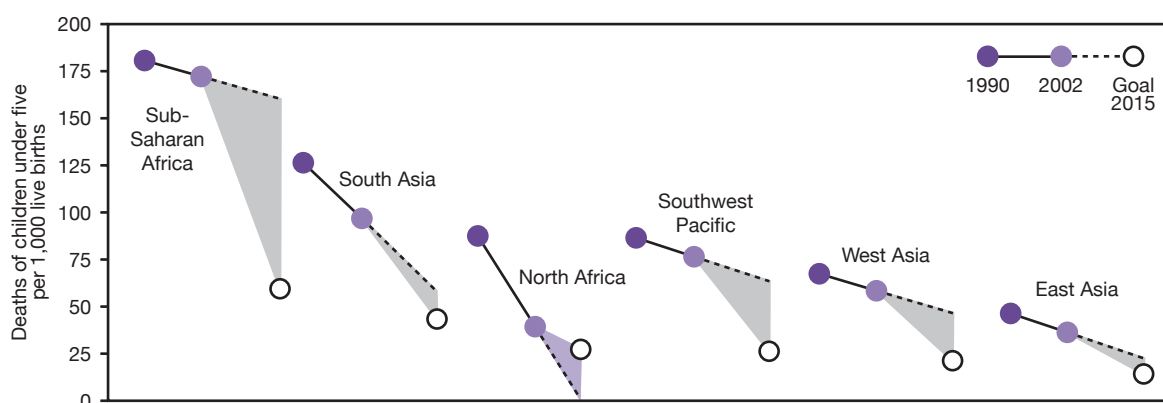 Deaths of children under five
per 1,000 live births
200
175
150
125
100
75
50
25
0
Sub-
Saharan
Africa
South Asia
North Africa
Southwest
Pacific
West Asia
East Asia
1990
2002
Goal
2015